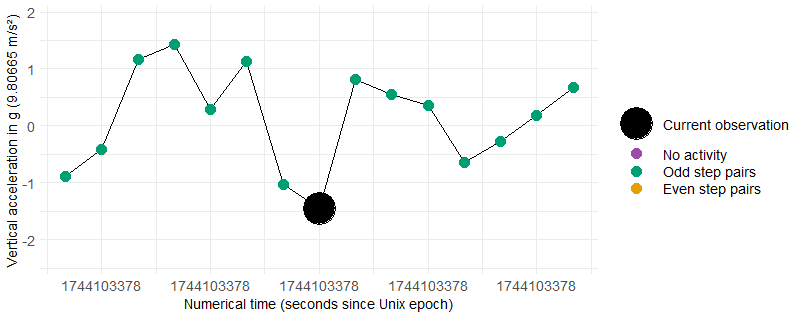 Vertical acceleration in g (9.80665 m/s²)
2
1
0
-1
-2
1744103378 1744103378 1744103378 1744103378 1744103378
Numerical time (seconds since Unix epoch)
Current observation
No activity
Odd step pairs
Even step pairs